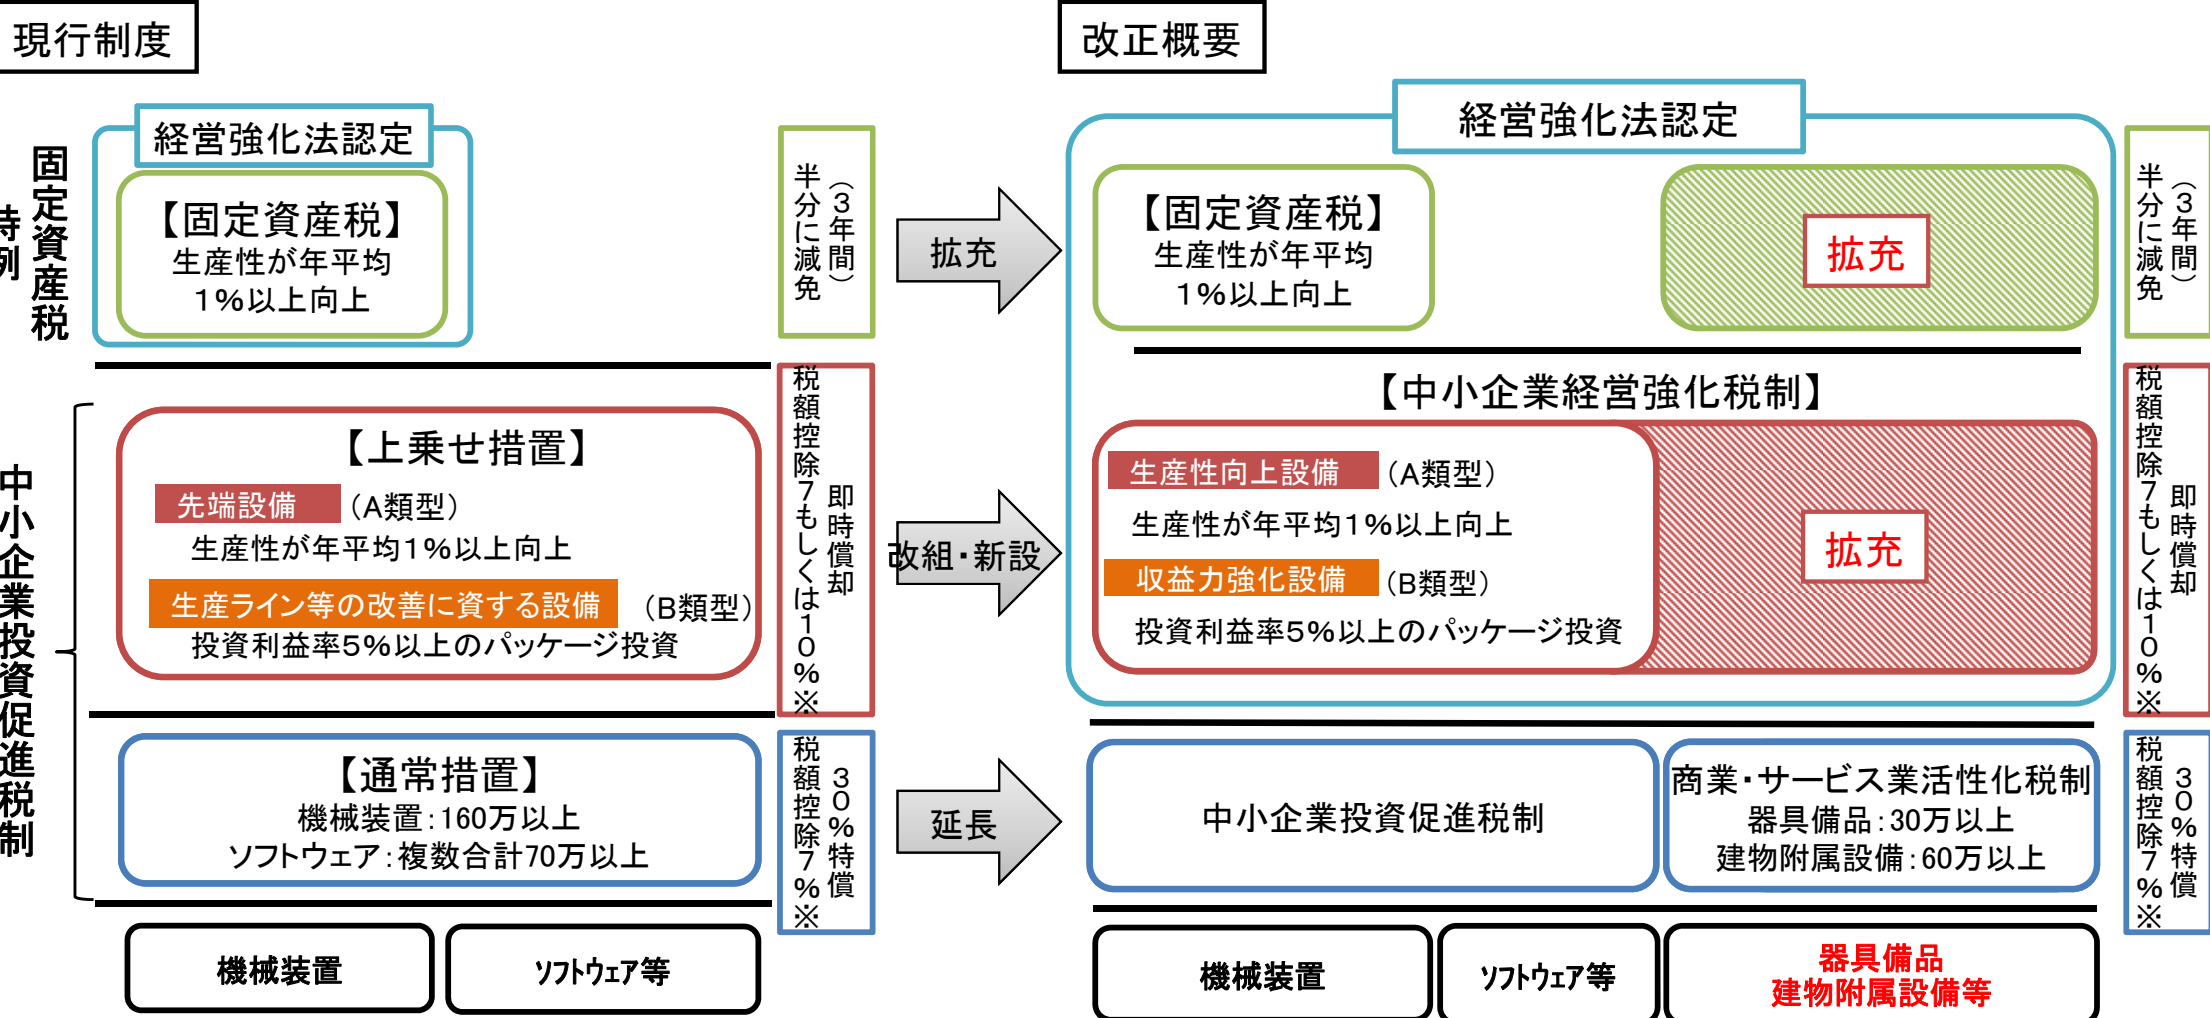 現行制度
固定資産税
特例
経営強化法認定
【固定資産税】
生産性が年平均
1%以上向上
(3年間)
半分に減免
中小企業投資促進税制
【上乗せ措置】
先端設備 (A類型)
生産性が年平均1%以上向上
生産ライン等の改善に資する設備 (B類型)
投資利益率5%以上のパッケージ投資
即時償却
税額控除7もしくは10%※
【通常措置】
機械装置:160万以上
ソフトウェア:複数合計70万以上
30%特償
税額控除7%※
機械装置
ソフトウェア等
拡充
改組・新設
延長
改正概要
経営強化法認定
【固定資産税】
生産性が年平均
1%以上向上
拡充
(3年間)
半分に減免
【中小企業経営強化税制】
生産性向上設備 (A類型)
生産性が年平均1%以上向上
収益力強化設備 (B類型)
投資利益率5%以上のパッケージ投資
拡充
即時償却
税額控除7もしくは10%※
中小企業投資促進税制
商業・サービス業活性化税制
器具備品:30万以上
建物附属設備:60万以上
30%特償
税額控除7%※
機械装置
ソフトウェア等
器具備品
建物附属設備等